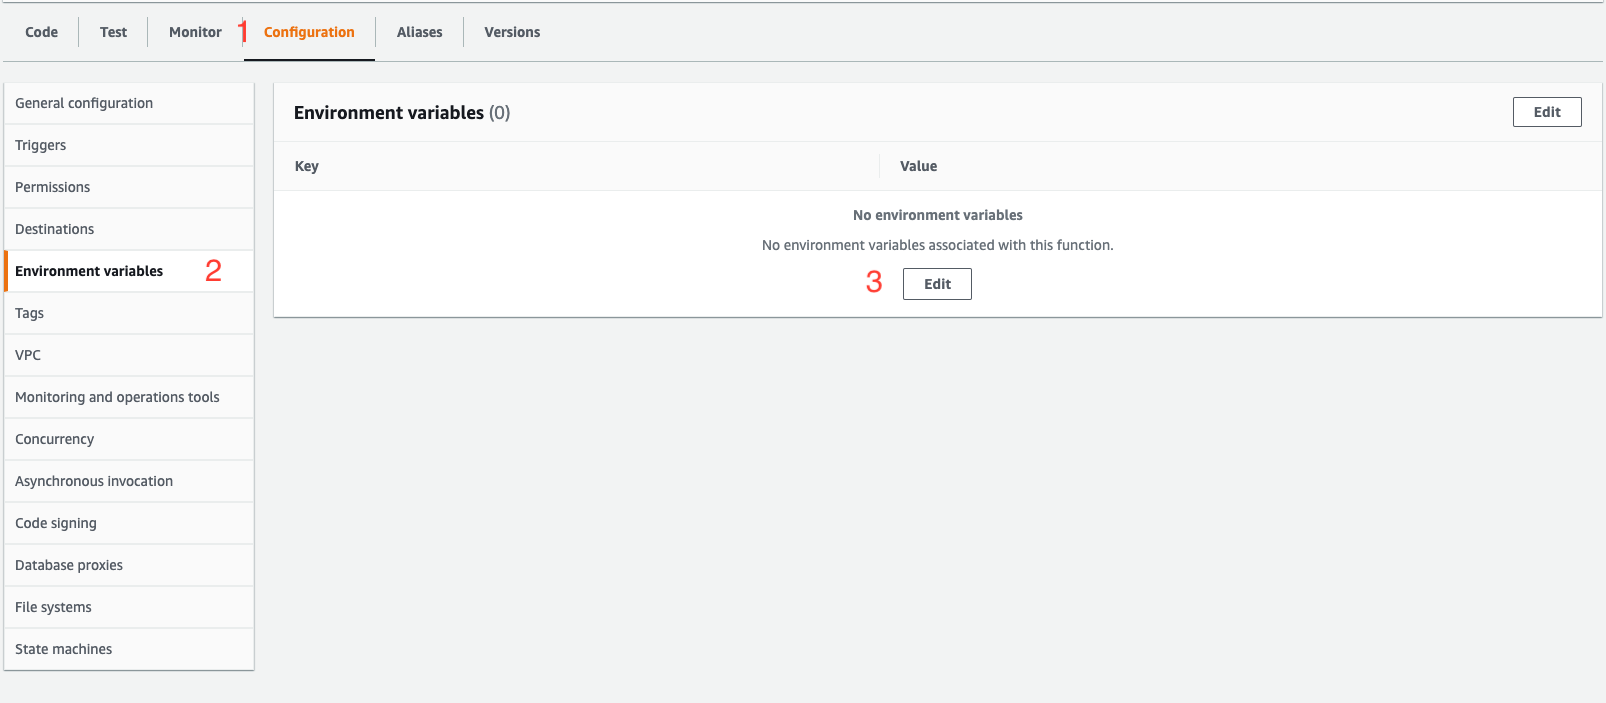 Code Test Monitor 1 Configuration Aliases Versions
General configuration
Triggers
Permissions
Destinations
Environment variables 2
Tags
VPC
Monitoring and operations tools
Concurrency
Asynchronous invocation
Code signing
Database proxies
File systems
State machines
Environment variables (0) Edit
Key Value
No environment variables
No environment variables associated with this function.
3 Edit